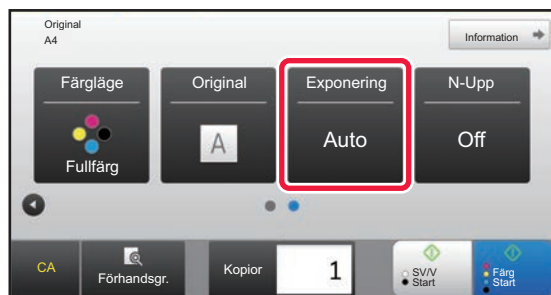 Original
A4
Information
Färgläge
Fullfärg
Original
A
Exponering
Auto
N-Upp
Off
CA
Förhandsgr.
Kopior
1
SV/V
Start
Färg
Start